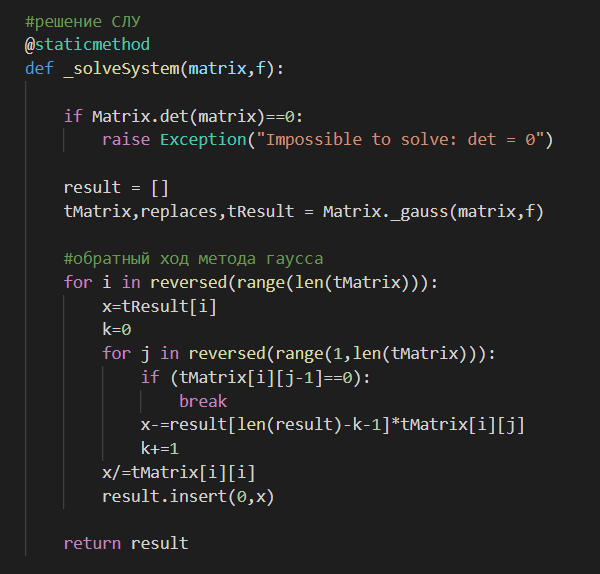 #решение СЛУ
@staticmethod
def _solveSystem(matrix,f):
if Matrix.det(matrix)==0:
raise Exception("Impossible to solve: det = 0")
result = []
tMatrix,replaces,tResult = Matrix._gauss(matrix,f)
#обратный ход метода гаусса
for i in reversed(range(len(tMatrix))):
x=tResult[i]
k=0
for j in reversed(range(1,len(tMatrix))):
if (tMatrix[i][j-1]==0):
break
x-=result[len(result)-k-1]*tMatrix[i][j]
k+=1
x/=tMatrix[i][i]
result.insert(0,x)
return result